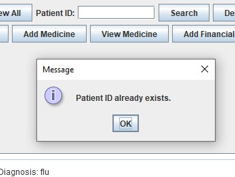 ew All Patient ID: Search De
Add Medicine View Medicine Add Financial
Message
Patient ID already exists.
OK
Diagnosis: flu